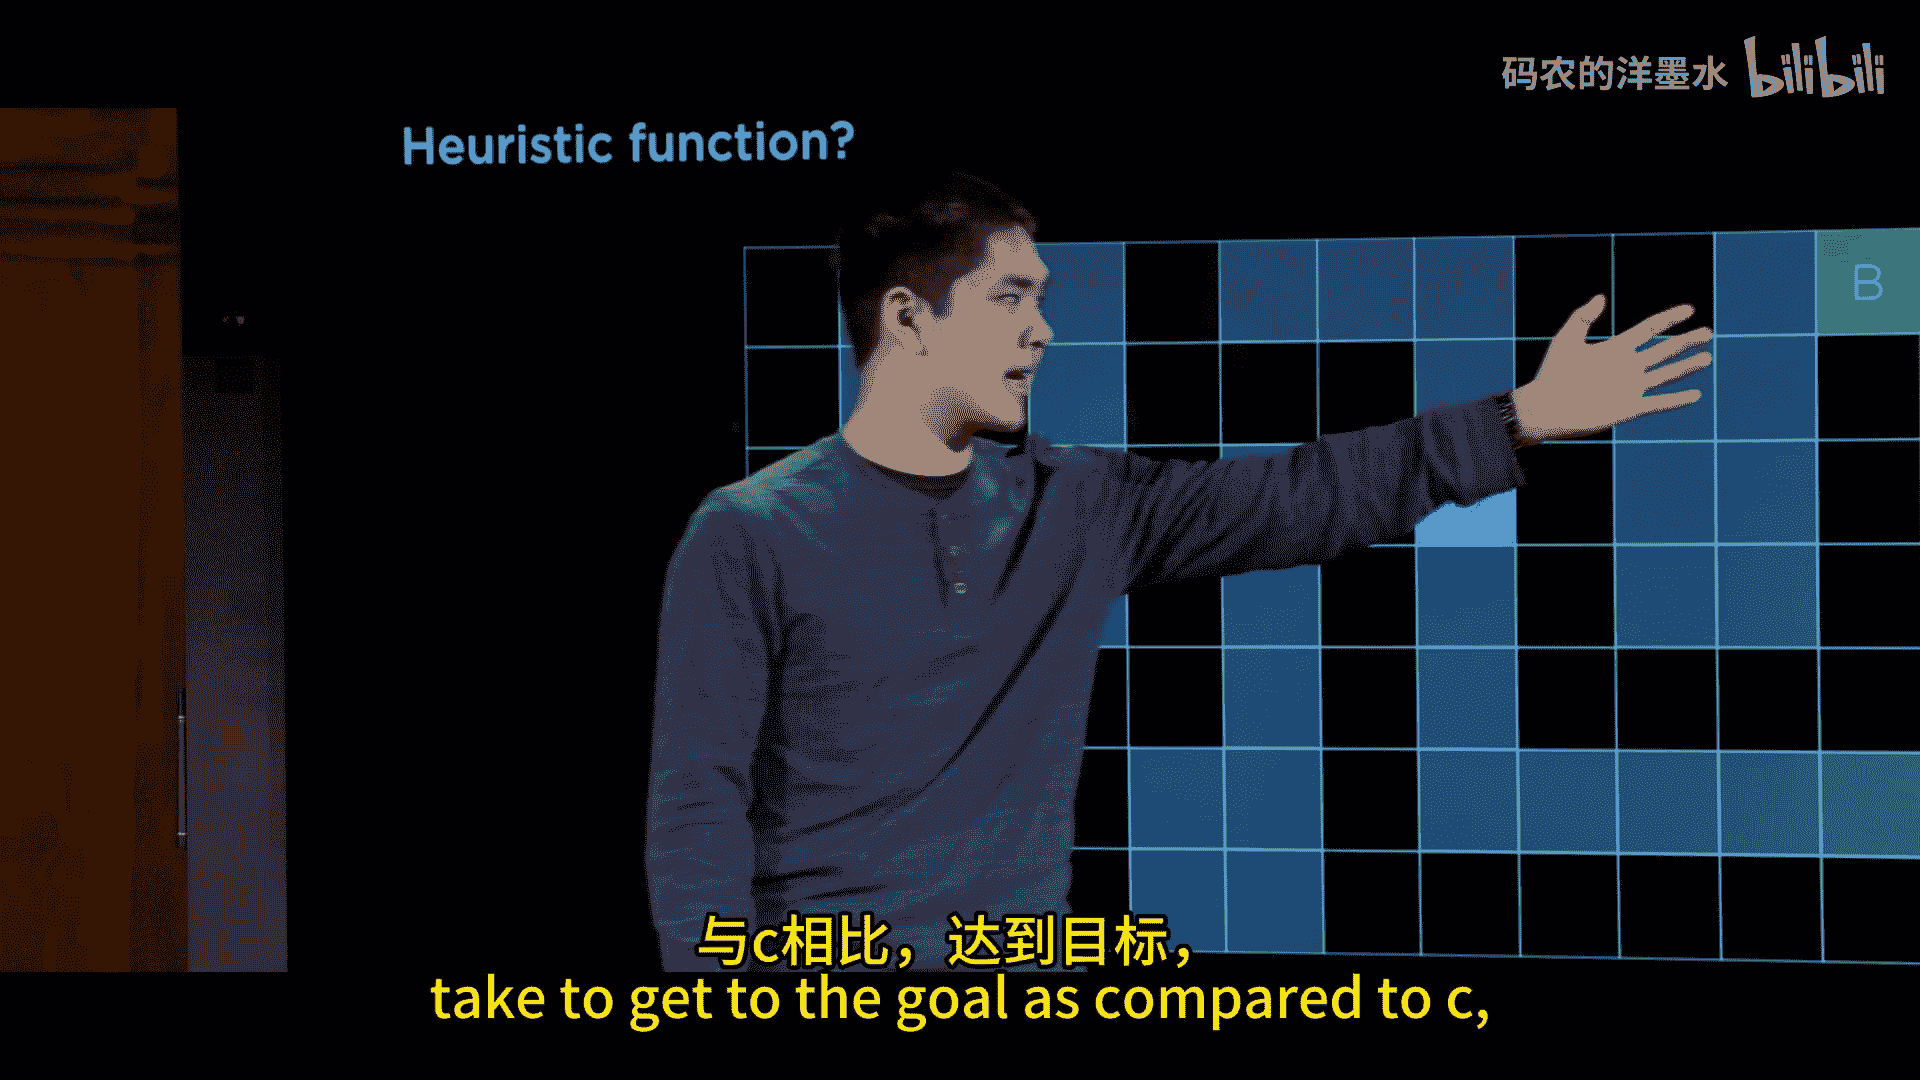 码农的洋墨水 bilibili
Heuristic function?
B
与c相比，达到目标，
take to get to the goal as compared to c,